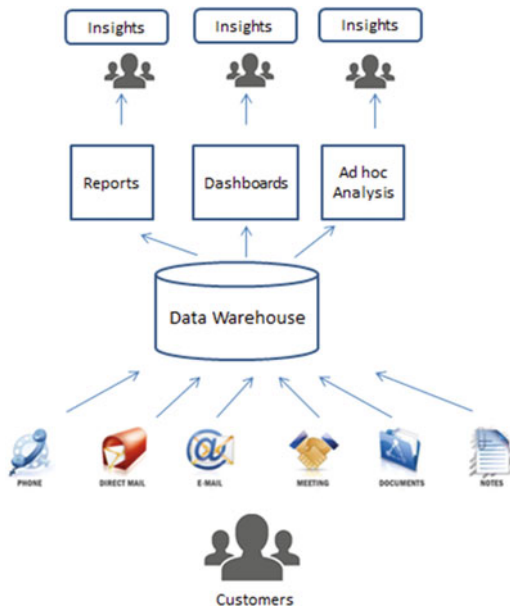 Insights Insights Insights
Reports Dashboards Ad hoc
Analysis
Data Warehouse
PHONE DIRECT MAIL E-MAIL MEETING DOCUMENTS NOTES
Customers